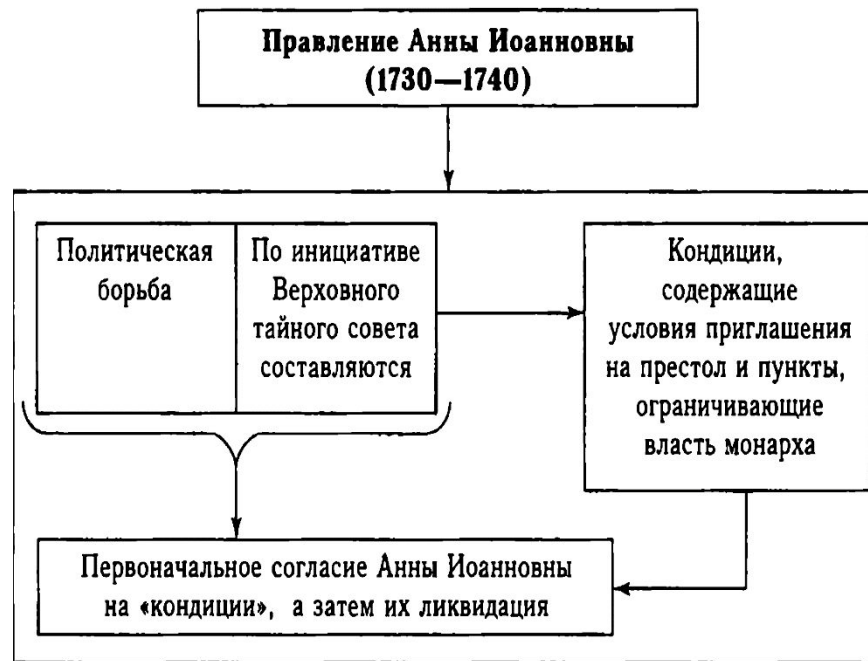 Правление Анны Иоанновны
(1730—1740)
Политическая
борьба
По инициативе
Верховного
тайного совета
составляются
Кондиции,
содержащие
условия приглашения
на престол и пункты,
ограничивающие
власть монарха
Первоначальное согласие Анны Иоанновны
на «кондиции», а затем их ликвидация